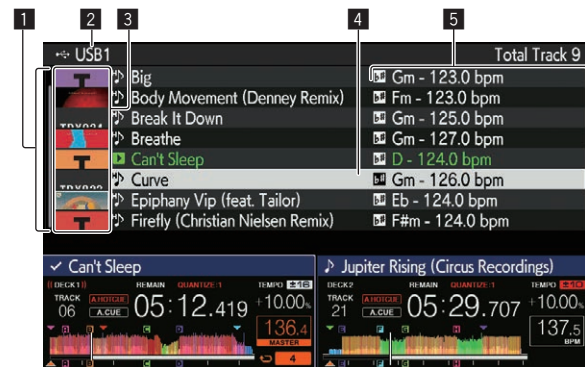 1 2 3 4 5
USB1 Total Track 9
Big Gm - 123.0 bpm
Body Movement (Denney Remix) Fm - 123.0 bpm
Break It Down Gm - 125.0 bpm
Breathe Gm - 127.0 bpm
Can't Sleep D - 124.0 bpm
Curve Gm - 126.0 bpm
Epiphany Vip (feat. Tailor) Eb - 124.0 bpm
Firefly (Christian Nielsen Remix) F#m - 124.0 bpm
Can't Sleep
DECK1 REMAIN QUANTIZE:1 TEMPO ±16
TRACK 06 A.HOTCUE A.CUE 05:12.419 +10.00%
136.4
MASTER
4
Jupiter Rising (Circus Recordings)
DECK2 REMAIN QUANTIZE:1 TEMPO ±10
TRACK 21 A.HOTCUE A.CUE 05:29.707 +10.00%
137.5
BPM